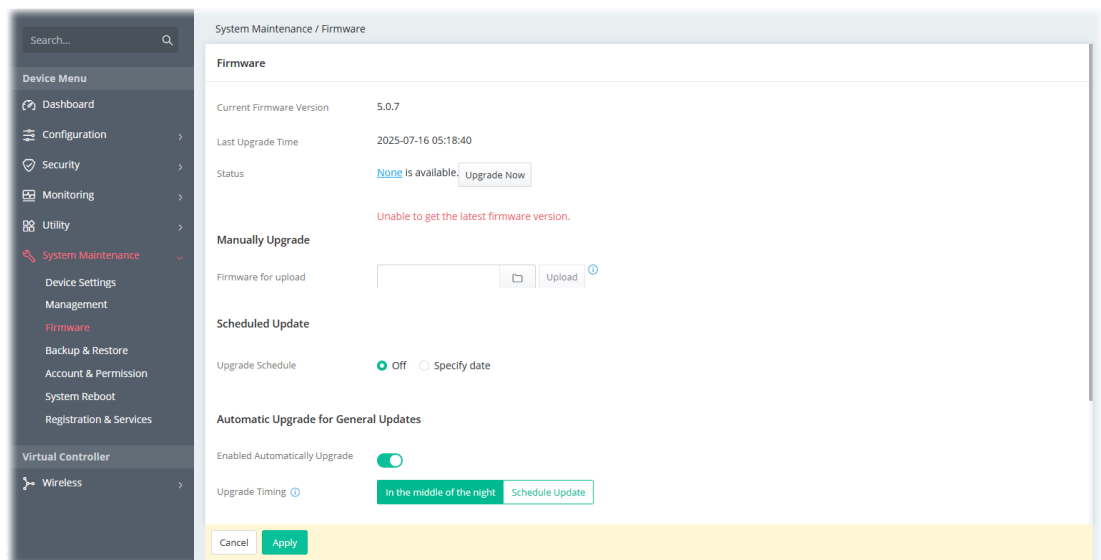 Search...
Device Menu
Dashboard
Configuration
Security
Monitoring
Utility
System Maintenance
Device Settings
Management
Firmware
Backup & Restore
Account & Permission
System Reboot
Registration & Services
Virtual Controller
Wireless
System Maintenance / Firmware
Firmware
Current Firmware Version 5.0.7
Last Upgrade Time 2025-07-16 05:18:40
Status None is available. Upgrade Now
Unable to get the latest firmware version.
Manually Upgrade
Firmware for upload Upload
Scheduled Update
Upgrade Schedule Off Specify date
Automatic Upgrade for General Updates
Enabled Automatically Upgrade
Upgrade Timing In the middle of the night Schedule Update
Cancel Apply